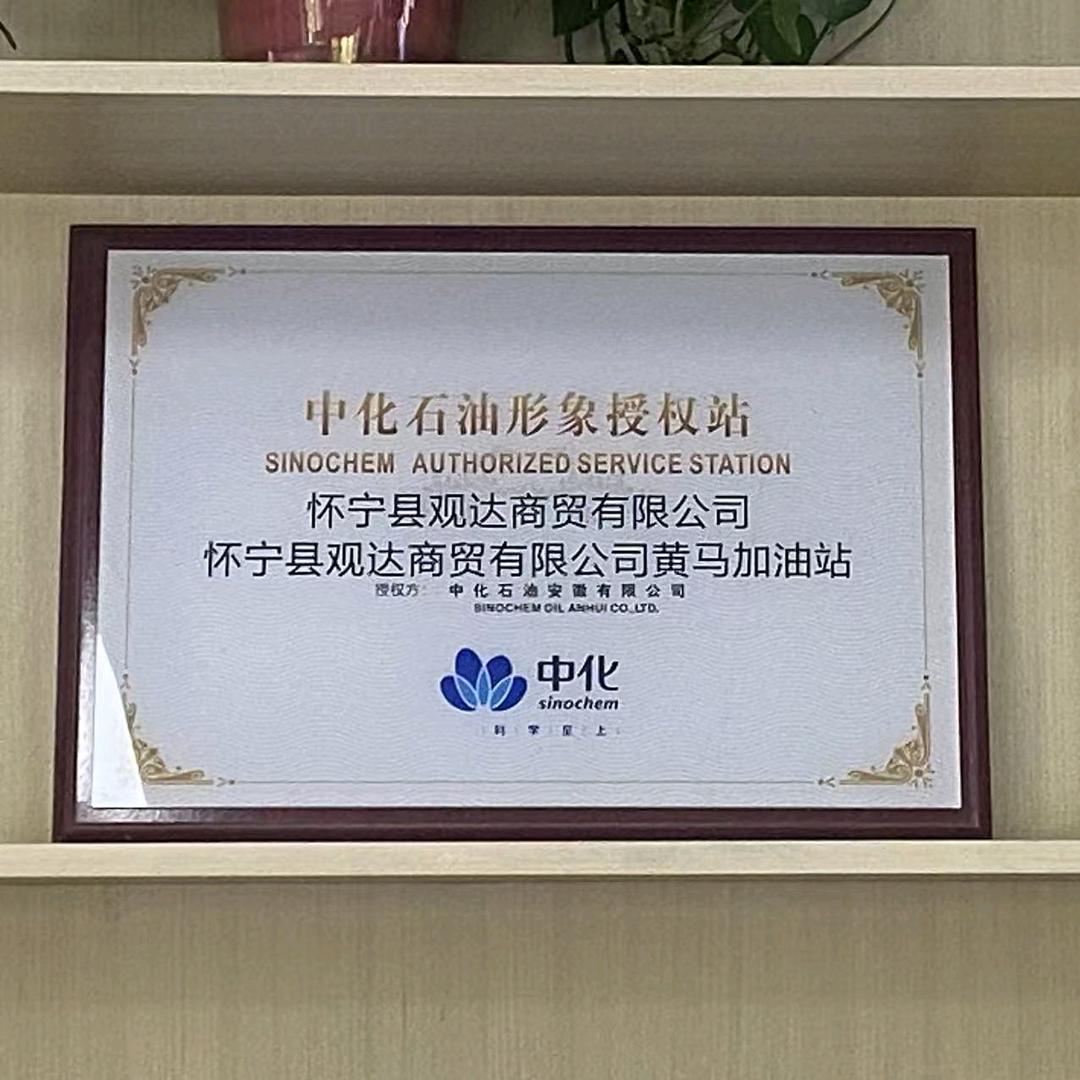 中化石油形象授权站
SINOCHEM AUTHORIZED SERVICE STATION
怀宁县观达商贸有限公司
怀宁县观达商贸有限公司黄马加油站
授权方: 中化石油安徽有限公司
SINOCHEM OIL ANHUI CO.,LTD.
中化
sinochem
科学至上